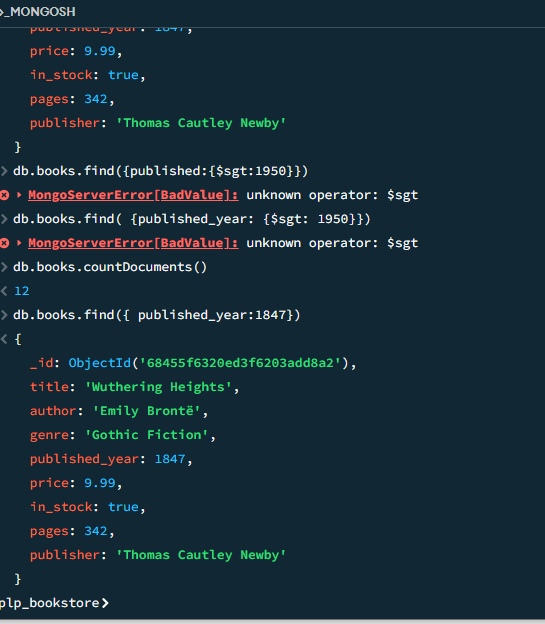 >_MONGOSH
published_year: 1847,
price: 9.99,
in_stock: true,
pages: 342,
publisher: 'Thomas Cautley Newby'
}
> db.books.find({published:{$sgt:1950}})
MongoServerError[BadValue]: unknown operator: $sgt
> db.books.find( {published_year: {$sgt: 1950}})
MongoServerError[BadValue]: unknown operator: $sgt
> db.books.countDocuments()
< 12
> db.books.find({ published_year:1847})
< {
_id: ObjectId('68455f6320ed3f6203add8a2'),
title: 'Wuthering Heights',
author: 'Emily Brontë',
genre: 'Gothic Fiction',
published_year: 1847,
price: 9.99,
in_stock: true,
pages: 342,
publisher: 'Thomas Cautley Newby'
}
plp_bookstore>